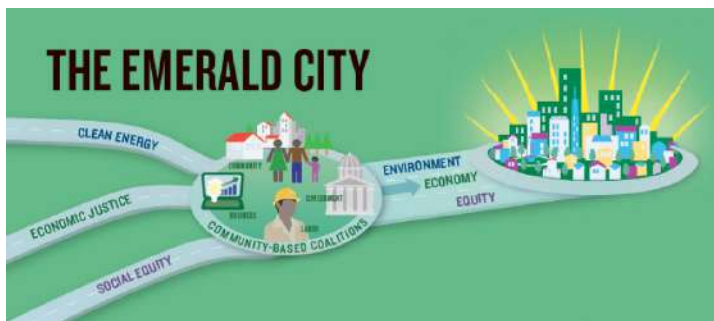 THE EMERALD CITY
CLEAN ENERGY
ECONOMIC JUSTICE
SOCIAL EQUITY
COMMUNITY
BUSINESS
GOVERNMENT
LABOR
COMMUNITY-BASED COALITIONS
ENVIRONMENT
ECONOMY
EQUITY